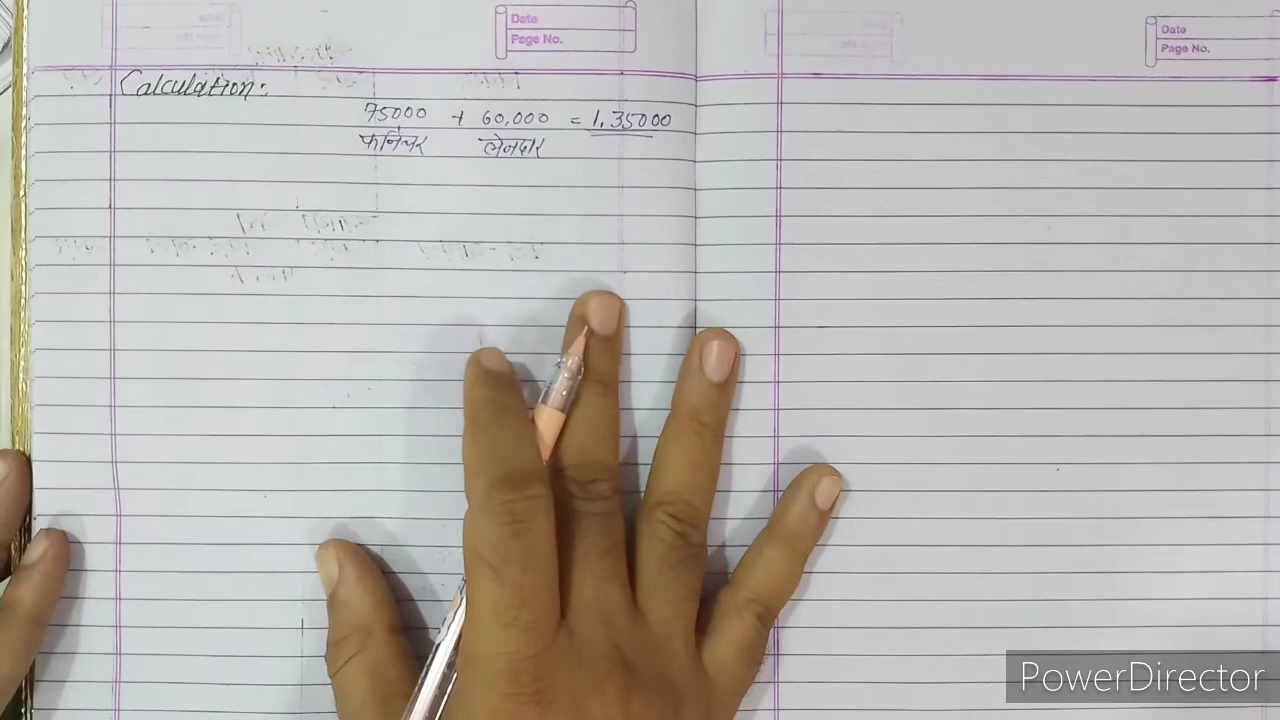 Date
Page No.
Date
Page No.
Calculation:
75000 + 60,000 = 1,35000
फर्निचर लेनदार
PowerDirector